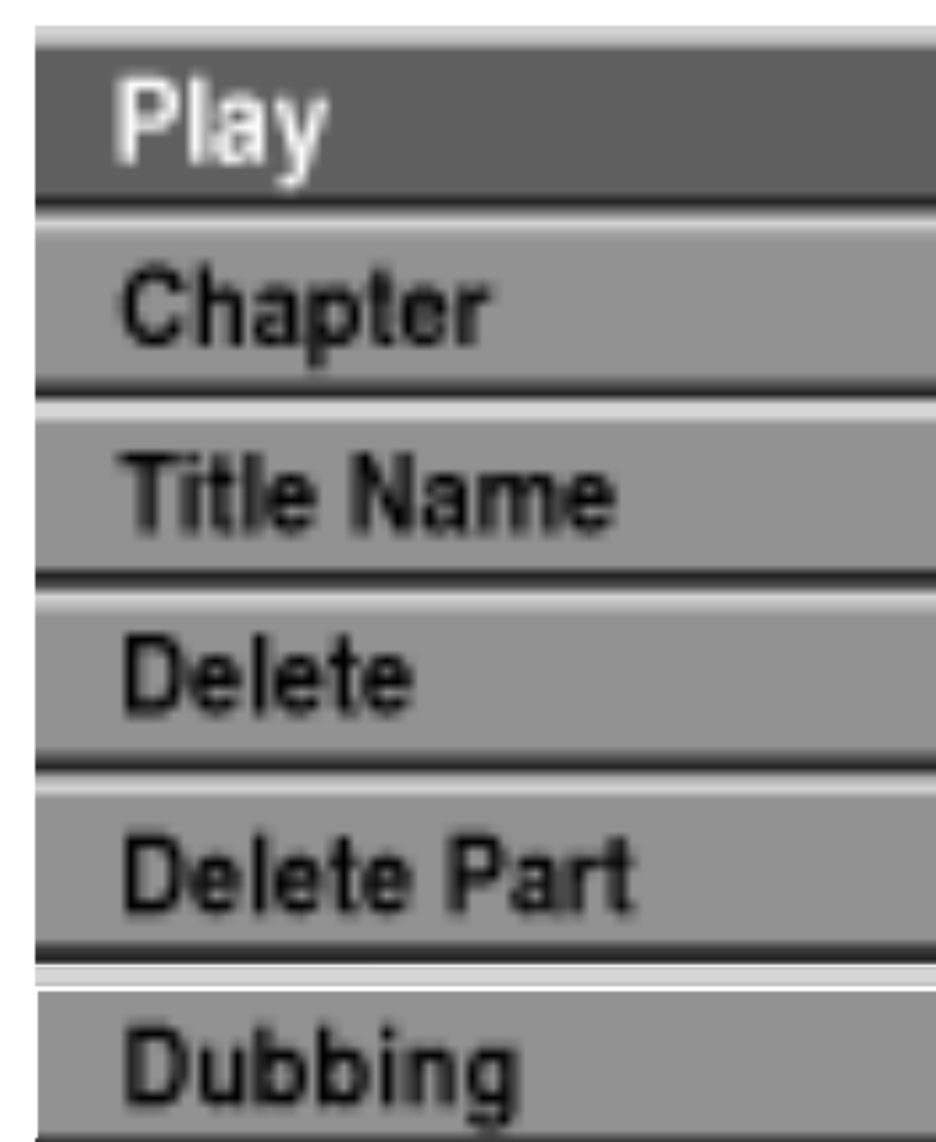 Play
Chapter
Title Name
Delete
Delete Part
Dubbing